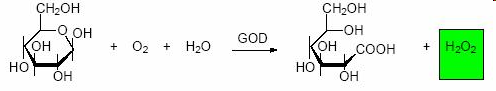 CH₂OH
O
OH
OH
HO
OH
+ O₂ + H₂O
GOD
CH₂OH
OH
OH
COOH
HO
OH
+
H₂O₂